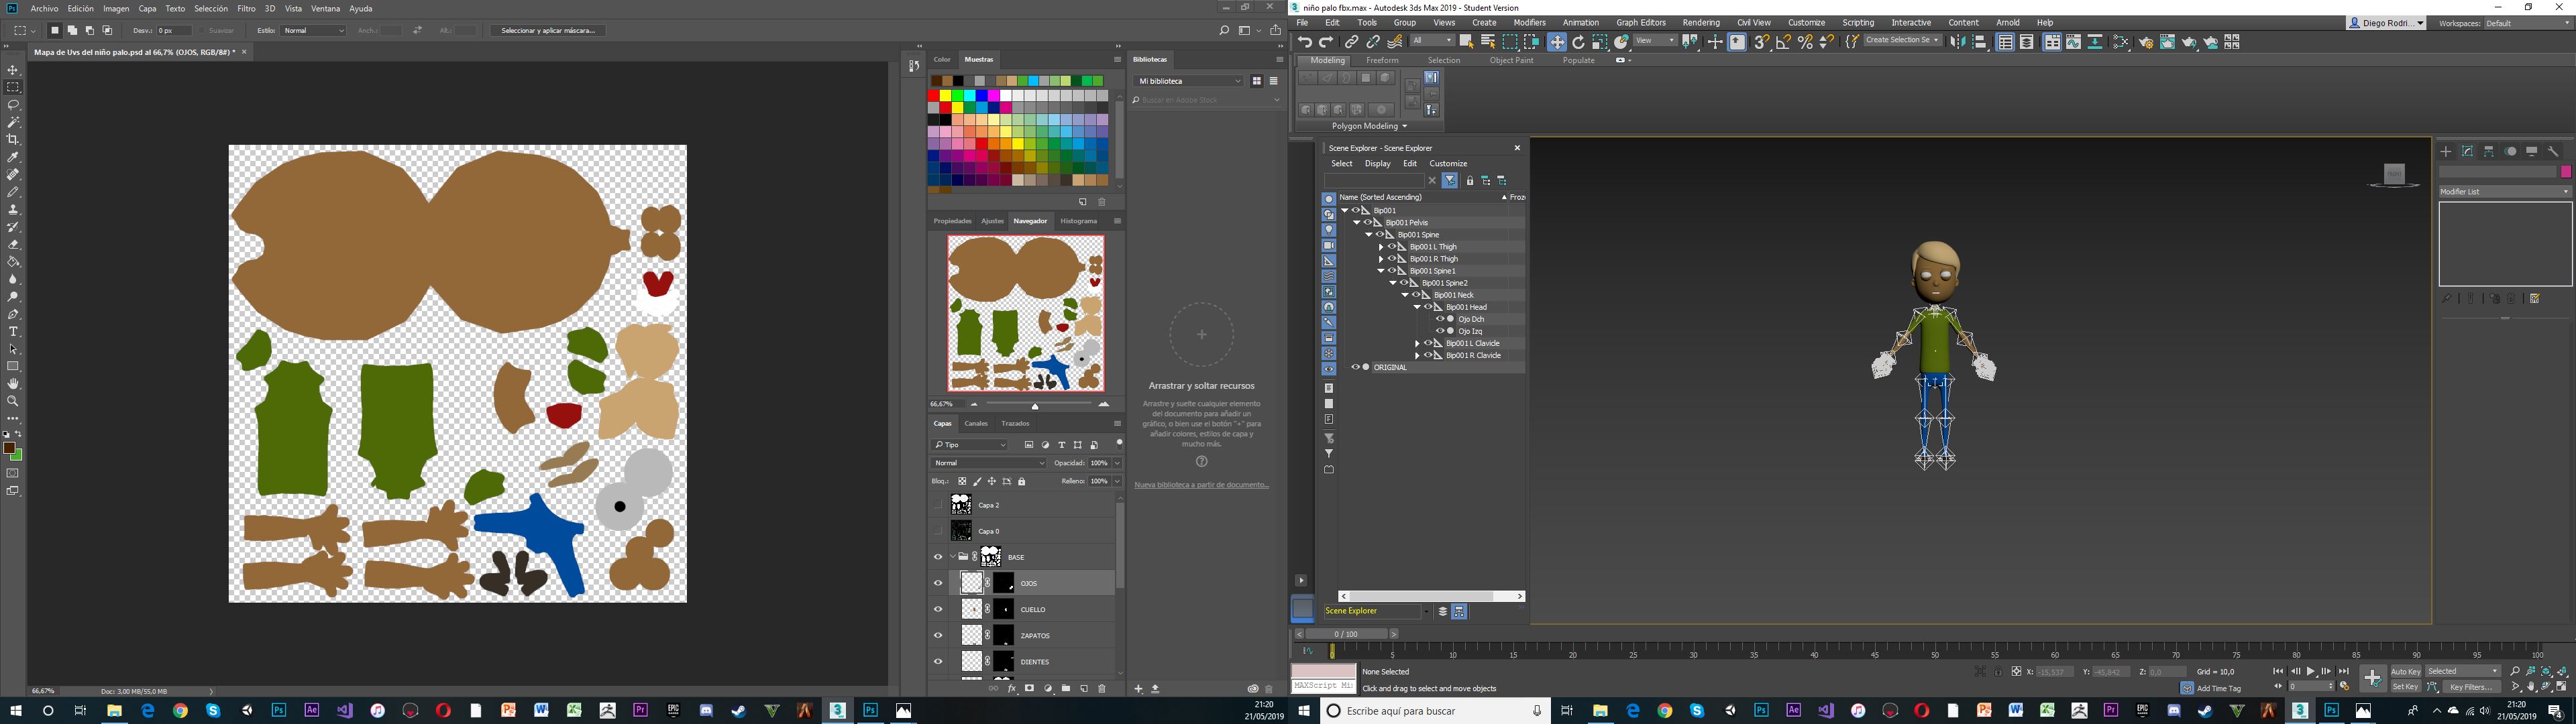 Archivo Edición Imagen Capa Texto Selección Filtro 3D Vista Ventana Ayuda
Desv.: 0 px Suavizar Estilo: Normal Anch.: Alt.: Seleccionar y aplicar máscara...
Mapa de Uvs del niño palo.psd al 66,7% (OJOS, RGB/8#) *
Color Muestras
Bibliotecas
Mi biblioteca
Buscar en Adobe Stock
Propiedades Ajustes Navegador Histograma
66,67%
Arrastrar y soltar recursos
Arrastre y suelte cualquier elemento
del documento para añadir un
gráfico, o bien use el botón "+" para
añadir colores, estilos de capa y
mucho más.
Nueva biblioteca a partir de documento...
Capas Canales Trazados
Tipo
Normal Opacidad: 100%
Bloq.: Relleno: 100%
Capa 2
Capa 0
BASE
OJOS
CUELLO
ZAPATOS
DIENTES
66,67% Doc: 3,00 MB/55,0 MB
21:20
21/05/2019
niño palo fbx.max - Autodesk 3ds Max 2019 - Student Version
File Edit Tools Group Views Create Modifiers Animation Graph Editors Rendering Civil View Customize Scripting Interactive Content Arnold Help
Diego Rodri... Workspaces: Default
All View Create Selection Se
Modeling Freeform Selection Object Paint Populate
Polygon Modeling
Scene Explorer - Scene Explorer
Select Display Edit Customize
Name (Sorted Ascending) Froze
Bip001
Bip001 Pelvis
Bip001 Spine
Bip001 L Thigh
Bip001 R Thigh
Bip001 Spine1
Bip001 Spine2
Bip001 Neck
Bip001 Head
Ojo Dch
Ojo Izq
Bip001 L Clavicle
Bip001 R Clavicle
ORIGINAL
Scene Explorer
Modifier List
0 / 100
0 5 10 15 20 25 30 35 40 45 50 55 60 65 70 75 80 85 90 95 100
None Selected
MAXScript Mi:
Click and drag to select and move objects
X: -15,537 Y: -45,842 Z: 0,0 Grid = 10,0
Add Time Tag
Auto Key Selected
Set Key Key Filters...
0
Escribe aquí para buscar
21:20
21/05/2019